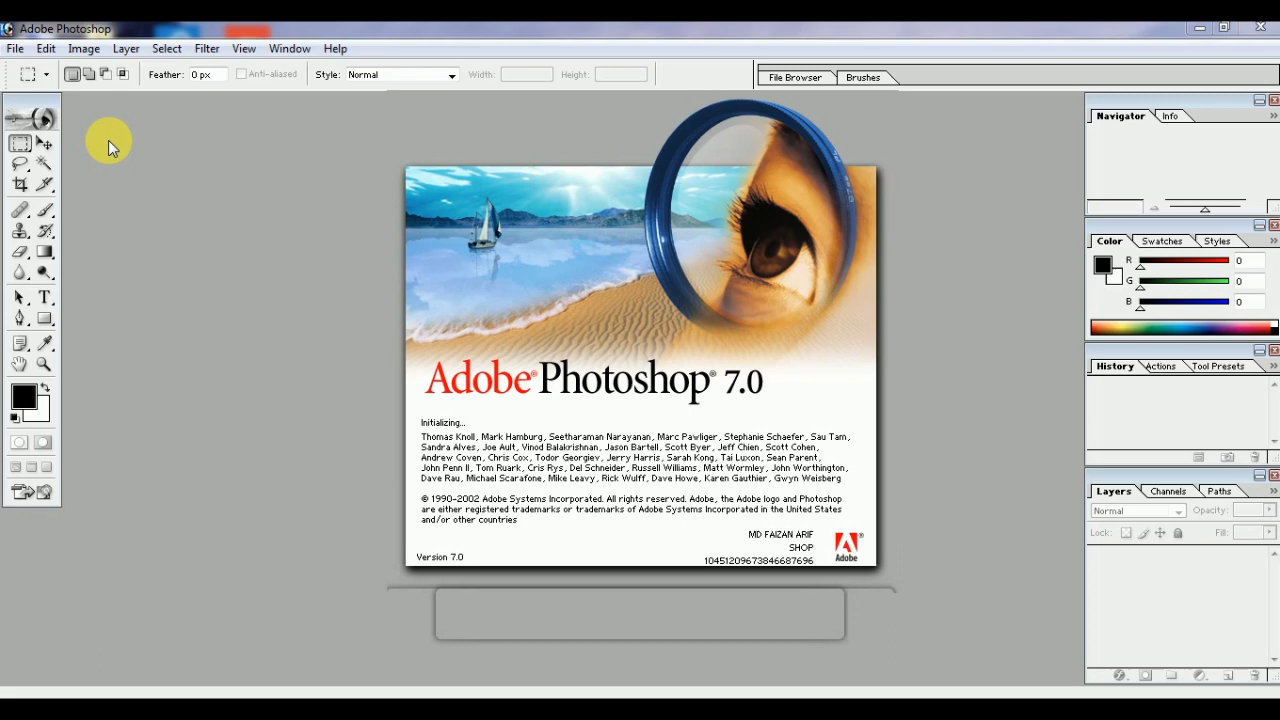 Adobe Photoshop
File Edit Image Layer Select Filter View Window Help
Feather: 0 px Anti-aliased Style: Normal Width: Height: File Browser Brushes
Navigator Info
Color Swatches Styles
R 0
G 0
B 0
History Actions Tool Presets
Layers Channels Paths
Normal Opacity:
Lock: Fill:
Adobe® Photoshop® 7.0
Initializing...
Thomas Knoll, Mark Hamburg, Seetharaman Narayanan, Marc Pawliger, Stephanie Schaefer, Sau Tam,
Sandra Alves, Joe Ault, Vinod Balakrishnan, Jason Bartell, Scott Byer, Jeff Chien, Scott Cohen,
Andrew Coven, Chris Cox, Todor Georgiev, Jerry Harris, Sarah Kong, Tai Luxon, Sean Parent,
John Penn II, Tom Ruark, Cris Rys, Del Schneider, Russell Williams, Matt Wormley, John Worthington,
Dave Rau, Michael Scarafone, Mike Leavy, Rick Wulff, Dave Howe, Karen Gauthier, Gwyn Weisberg
© 1990-2002 Adobe Systems Incorporated. All rights reserved. Adobe, the Adobe logo and Photoshop
are either registered trademarks or trademarks of Adobe Systems Incorporated in the United States
and/or other countries
MD FAIZAN ARIF
SHOP
10451209673846687696
Version 7.0
Adobe